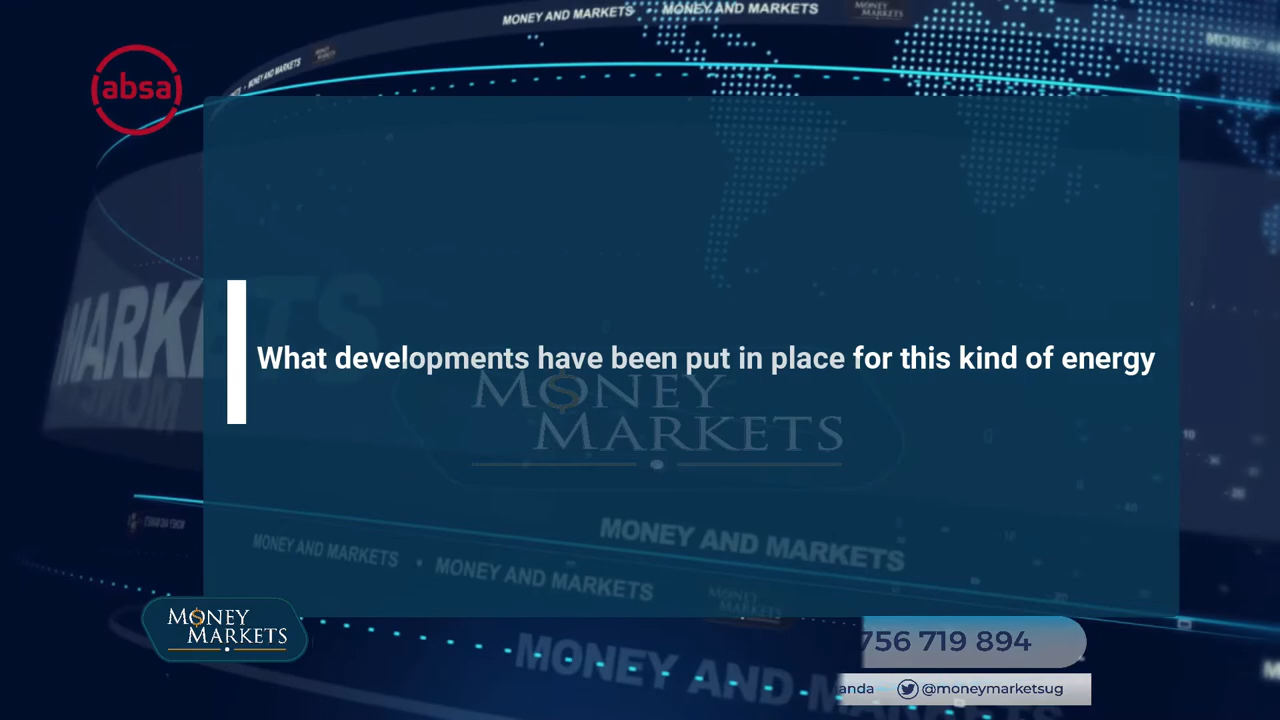 MONEY AND MARKETS
MONEY AND MARKETS
MONEY AND MARKETS
absa
What developments have been put in place for this kind of energy
MONEY
MARKETS
MONEY AND MARKETS
MONEY AND MARKETS
MONEY AND MARKETS
MONEY
MARKETS
756 719 894
anda
@moneymarketsug